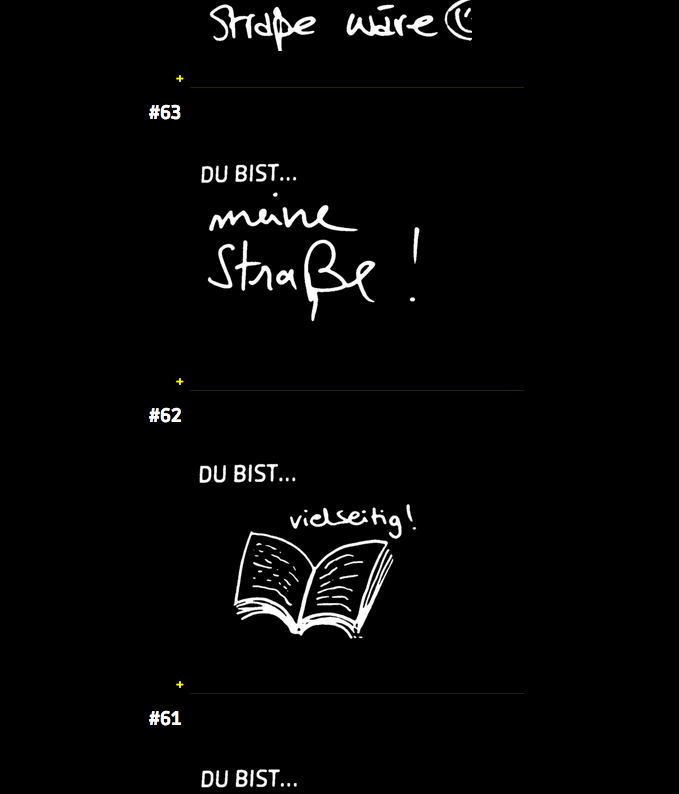 Straße wäre
+
#63
DU BIST...
meine
Straße!
+
#62
DU BIST...
vielseitig!
+
#61
DU BIST...